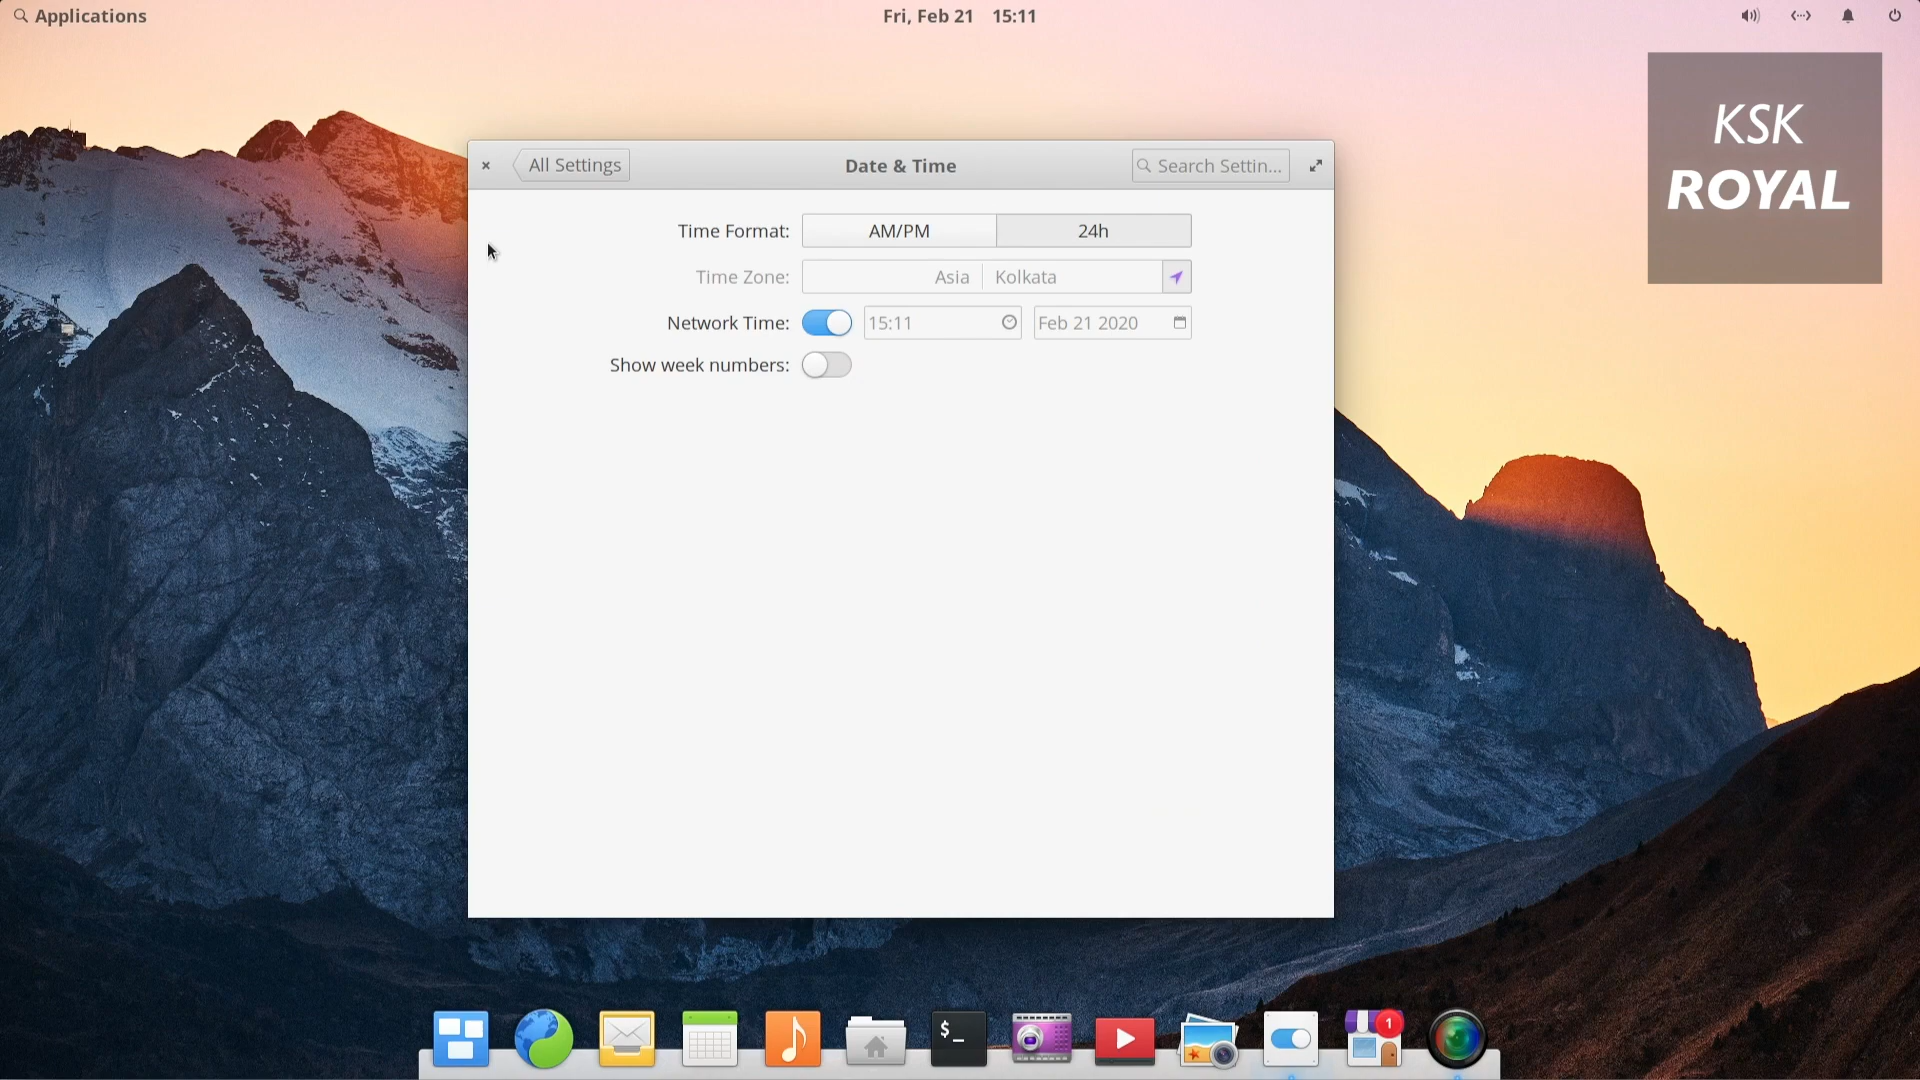 Applications
Fri, Feb 21 15:11
KSK
ROYAL
All Settings
Date & Time
Search Settin...
Time Format: AM/PM 24h
Time Zone: Asia Kolkata
Network Time: 15:11 Feb 21 2020
Show week numbers:
$_
1